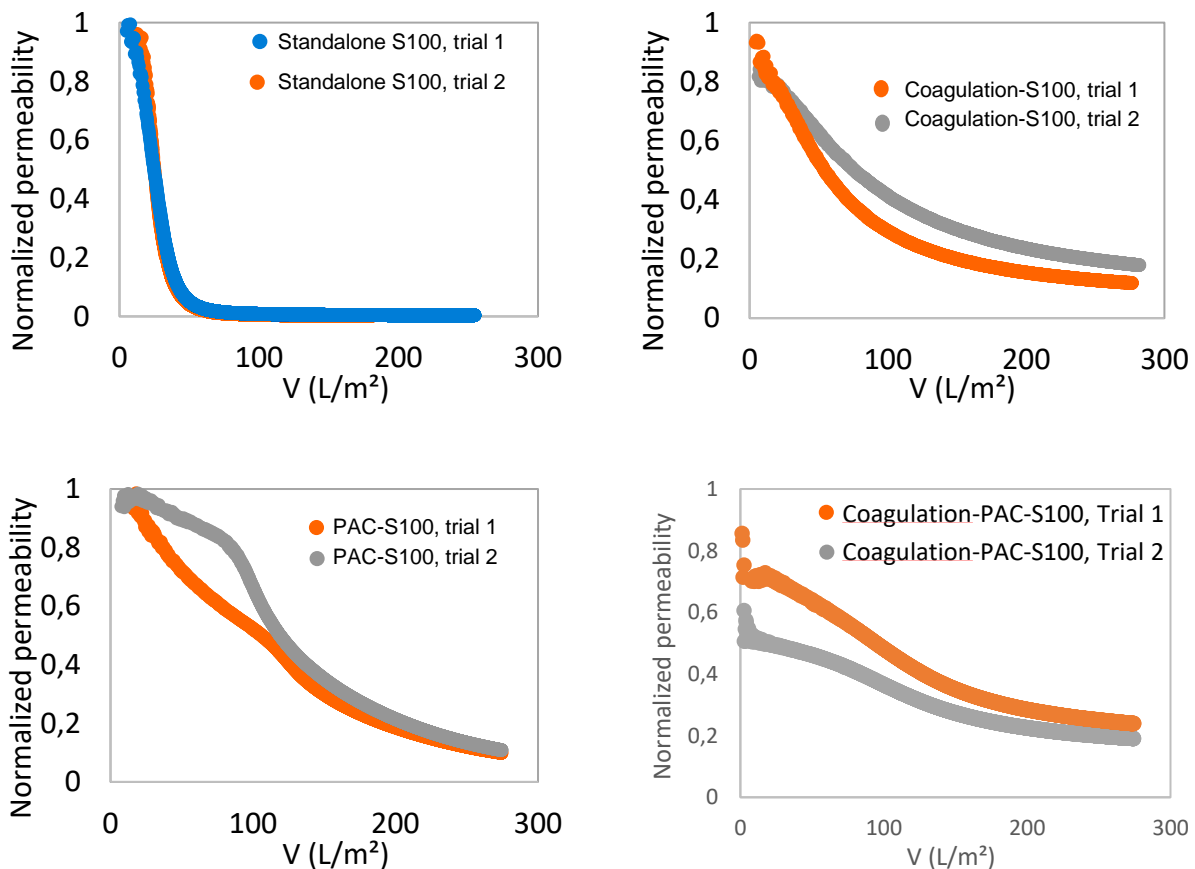 Normalized permeability
1
0,8
0,6
0,4
0,2
0
0
100
200
300
V (L/m²)
Standalone S100, trial 1
Standalone S100, trial 2
Normalized permeability
1
0,8
0,6
0,4
0,2
0
0
100
200
300
V (L/m²)
Coagulation-S100, trial 1
Coagulation-S100, trial 2
Normalized permeability
1
0,8
0,6
0,4
0,2
0
0
100
200
300
V (L/m²)
PAC-S100, trial 1
PAC-S100, trial 2
Normalized permeability
1
0,8
0,6
0,4
0,2
0
0
100
200
300
V (L/m²)
Coagulation-PAC-S100, Trial 1
Coagulation-PAC-S100, Trial 2